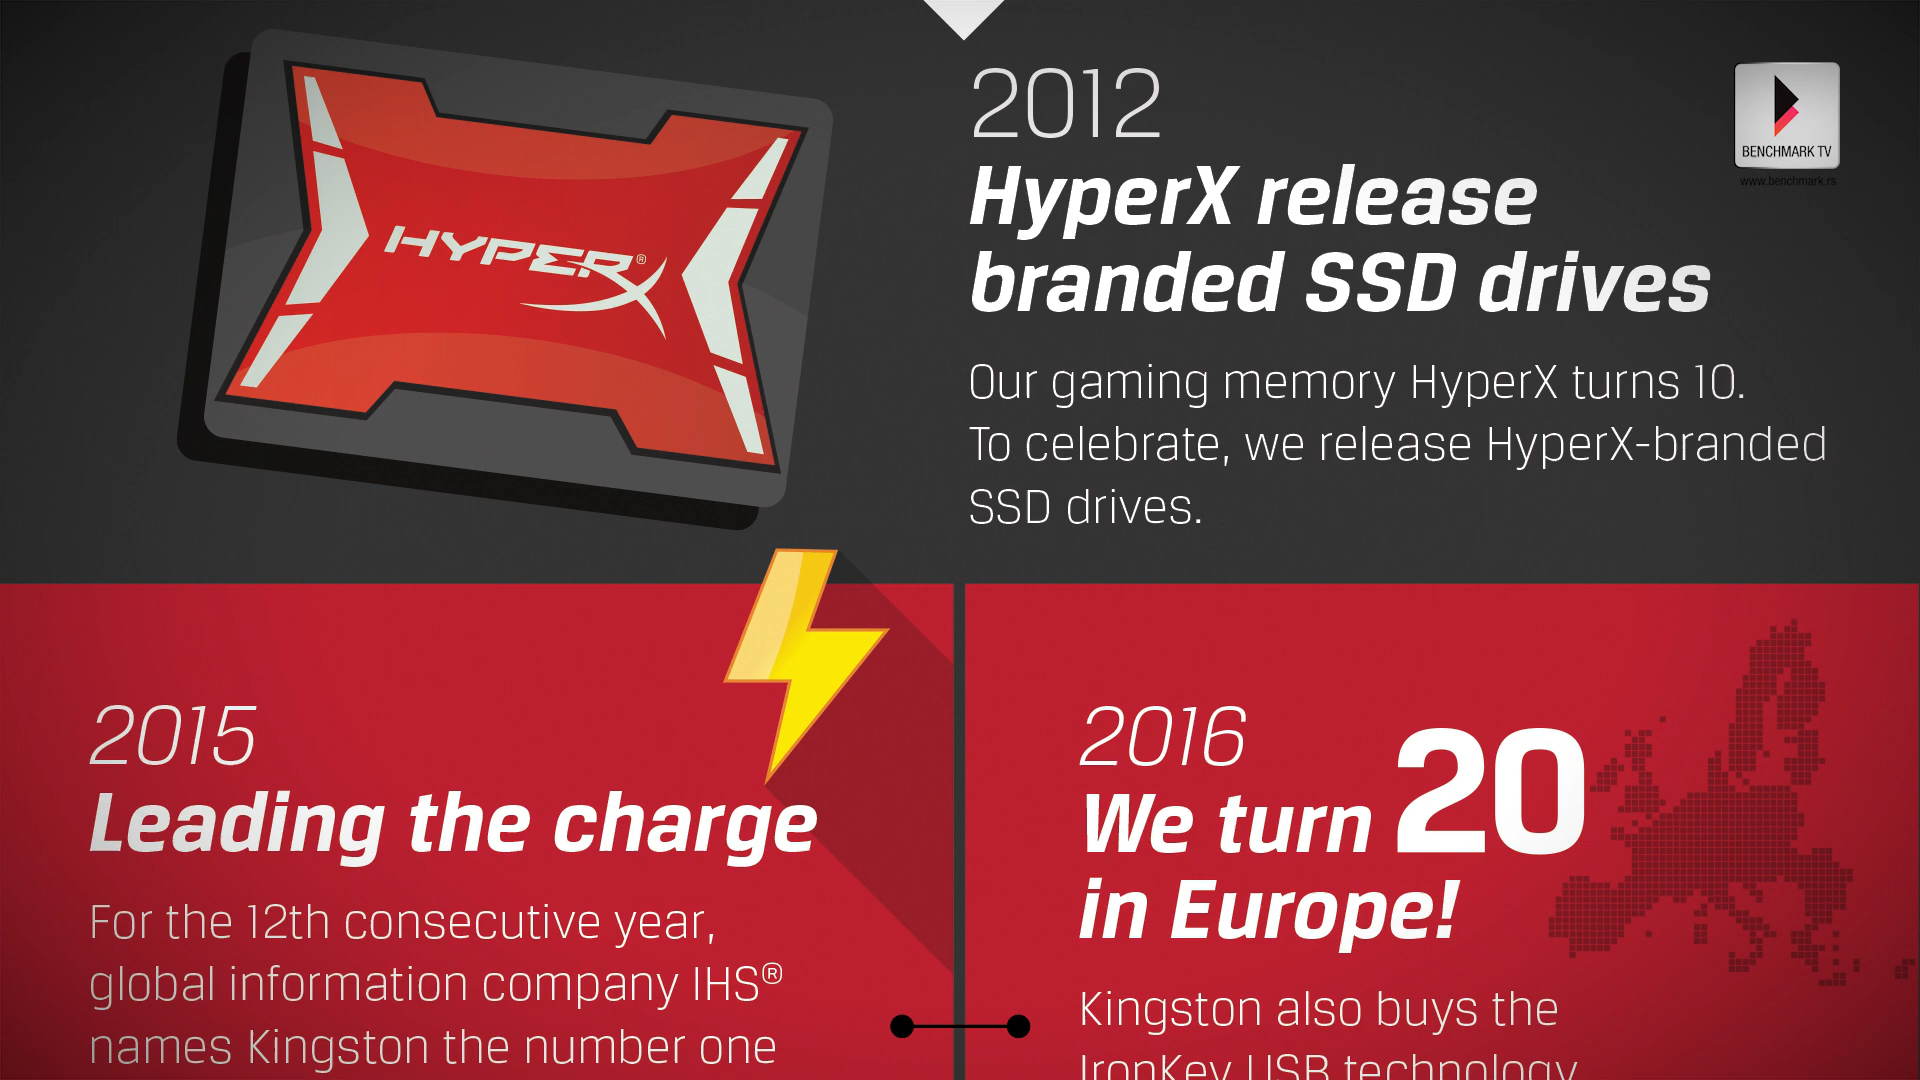 HYPERX®
2012
HyperX release
branded SSD drives
Our gaming memory HyperX turns 10.
To celebrate, we release HyperX-branded
SSD drives.
BENCHMARK TV
www.benchmark.rs
2015
Leading the charge
For the 12th consecutive year,
global information company IHS®
names Kingston the number one
2016
We turn 20
in Europe!
Kingston also buys the
IronKey USB technology